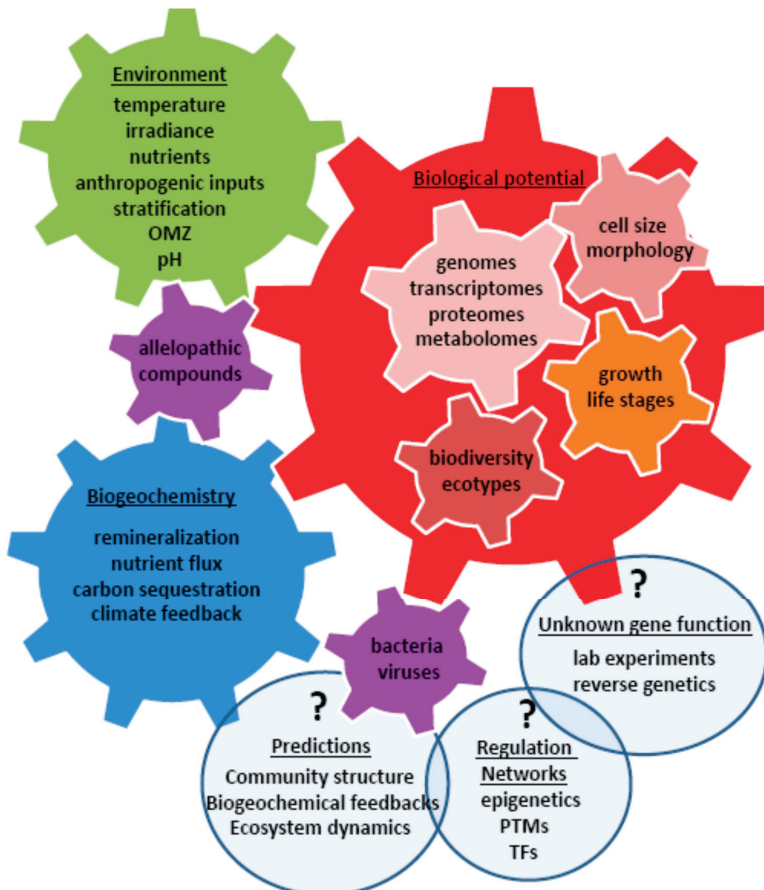 Environment
temperature
irradiance
nutrients
anthropogenic inputs
stratification
OMZ
pH
Biological potential
cell size
morphology
genomes
transcriptomes
proteomes
metabolomes
growth
life stages
biodiversity
ecotypes
allelopathic
compounds
Biogeochemistry
remineralization
nutrient flux
carbon sequestration
climate feedback
bacteria
viruses
?
Unknown gene function
lab experiments
reverse genetics
?
Predictions
Community structure
Biogeochemical feedbacks
Ecosystem dynamics
?
Regulation
Networks
epigenetics
PTMs
TFs